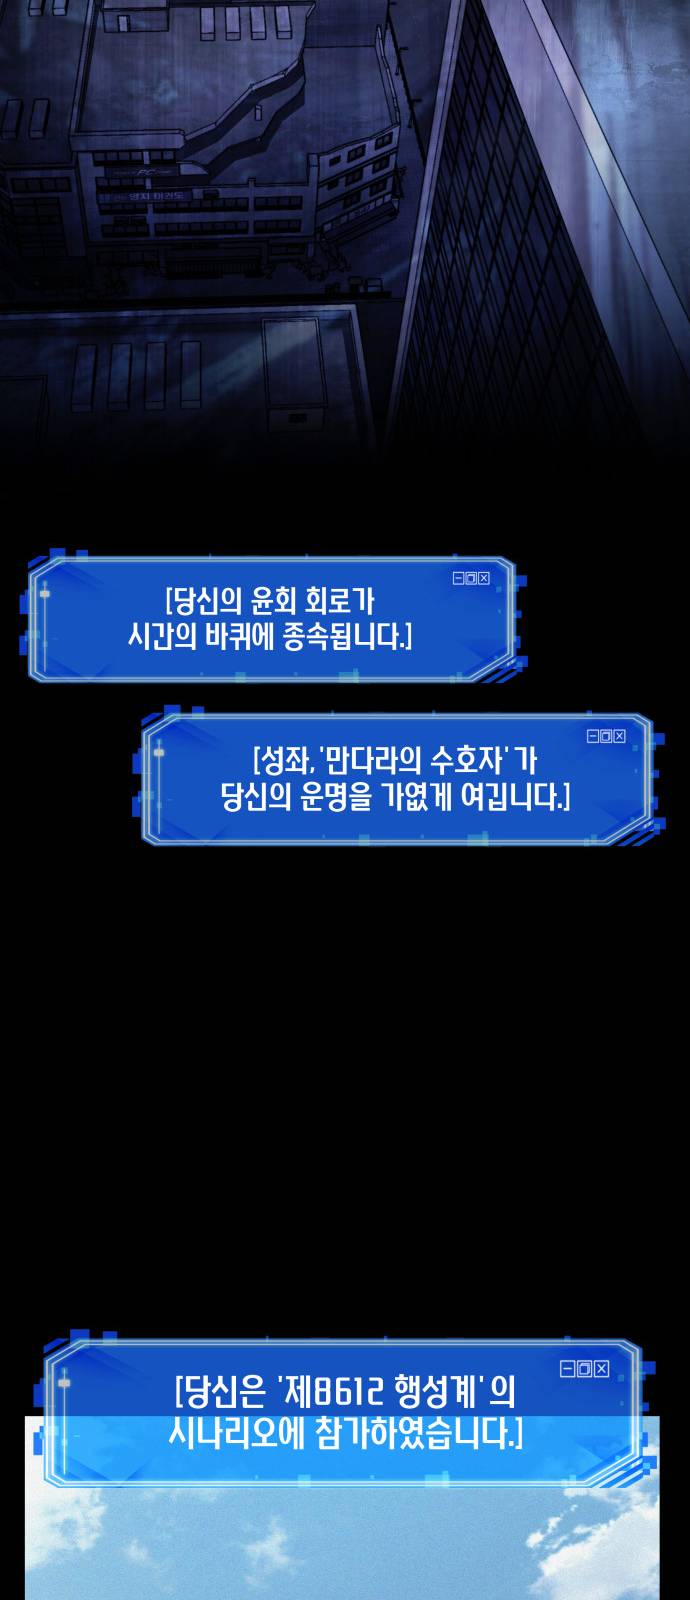 PC
[당신의 윤회 회로가
시간의 바퀴에 종속됩니다.]
[성좌, '만다라의 수호자' 가
당신의 운명을 가엾게 여깁니다.]
[당신은 '제8612 행성계' 의
시나리오에 참가하였습니다.]